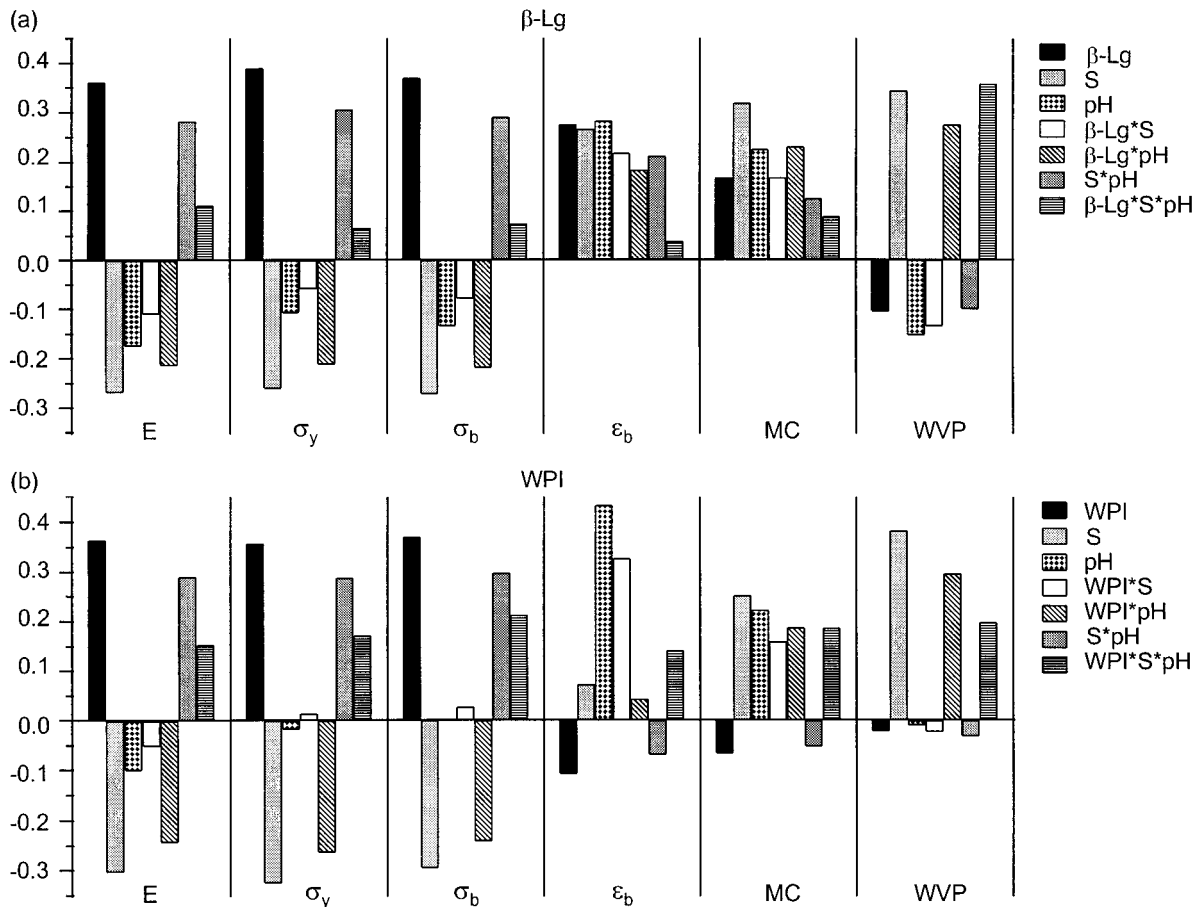 (a)
β-Lg
0.4
0.3
0.2
0.1
0.0
-0.1
-0.2
-0.3
E
σy
σb
εb
MC
WVP
β-Lg
S
pH
β-Lg*S
β-Lg*pH
S*pH
β-Lg*S*pH
(b)
WPI
0.4
0.3
0.2
0.1
0.0
-0.1
-0.2
-0.3
E
σy
σb
εb
MC
WVP
WPI
S
pH
WPI*S
WPI*pH
S*pH
WPI*S*pH